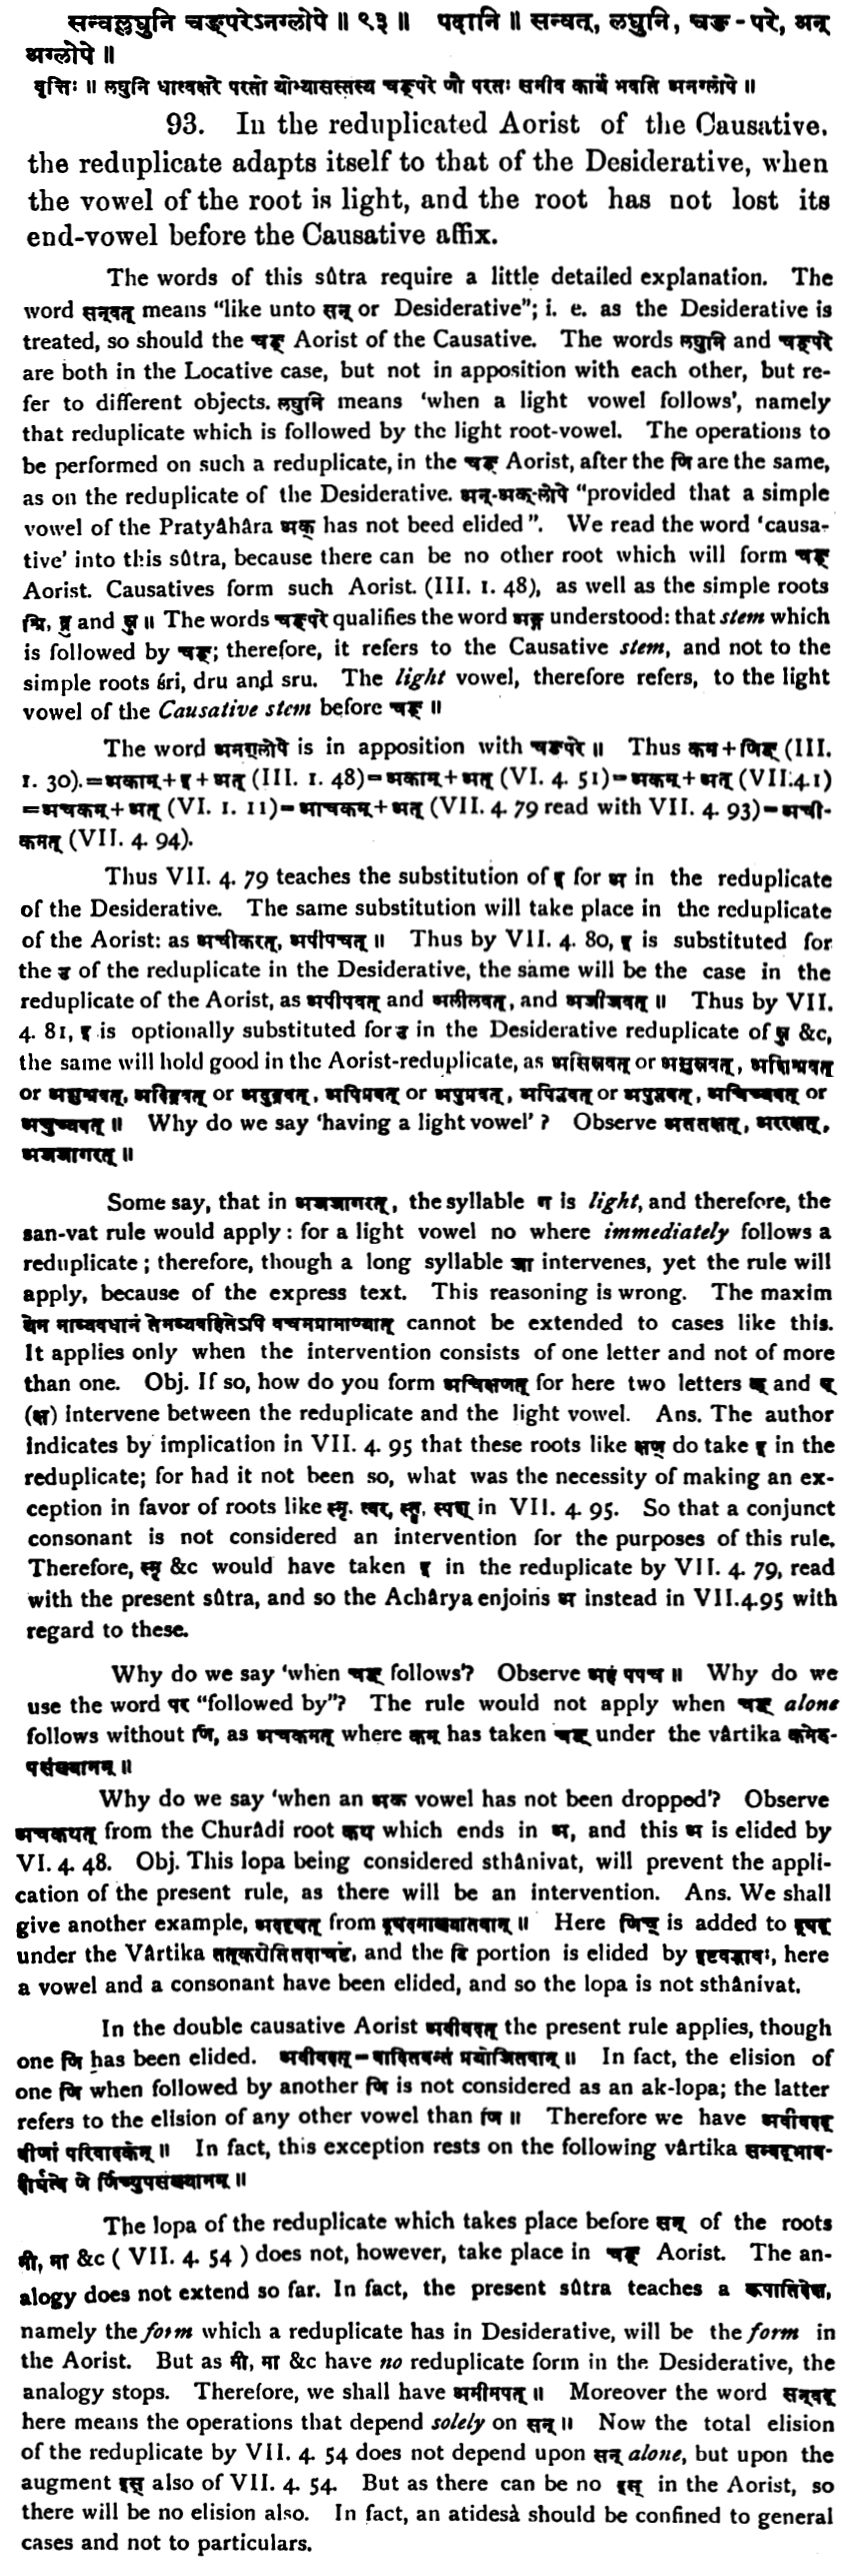 सन्वल्लघुनि चङ्परेऽनग्लोपे ॥ ९३ ॥ पदानि ॥ सन्वत्, लघुनि, चङ - परे, अन्
अग्लोपे ॥
वृत्तिः ॥ लघुनि धात्वक्षरे परतो योभ्यासस्तस्य चङ्परे णौ परतः सनीव कार्यं भवति अनग्लोपे ॥
93. In the reduplicated Aorist of the Causative,
the reduplicate adapts itself to that of the Desiderative, when
the vowel of the root is light, and the root has not lost its
end-vowel before the Causative affix.
The words of this sûtra require a little detailed explanation. The
word सन्वत् means “like unto सन् or Desiderative”; i. e. as the Desiderative is
treated, so should the चङ् Aorist of the Causative. The words लघुनि and चङ्परे
are both in the Locative case, but not in apposition with each other, but re-
fer to different objects. लघुनि means ‘when a light vowel follows’, namely
that reduplicate which is followed by the light root-vowel. The operations to
be performed on such a reduplicate, in the चङ् Aorist, after the णि are the same,
as on the reduplicate of the Desiderative. अन्-अक्-लोपे “provided that a simple
vowel of the Pratyâhâra अक् has not beed elided”. We read the word ‘causa-
tive’ into this sûtra, because there can be no other root which will form चङ्
Aorist. Causatives form such Aorist. (III. 1. 48), as well as the simple roots
श्रि, द्रु and स्रु ॥ The words चङ्परे qualifies the word अङ्ग understood: that stem which
is followed by चङ्; therefore, it refers to the Causative stem, and not to the
simple roots śri, dru and sru. The light vowel, therefore refers, to the light
vowel of the Causative stem before चङ् ॥
The word अनग्लोपे is in apposition with चङपरे ॥ Thus कम + णिङ् (III.
1. 30).=अकाम्+इ+अत् (III. 1. 48)=अकाम्+अत् (VI. 4. 51)=अकम्+अत् (VII.4.1)
=अचकम्+अत् (VI. 1. 11)=अचिकम्+अत् (VII. 4. 79 read with VII. 4. 93)=अची-
कमत् (VII. 4. 94).
Thus VII. 4. 79 teaches the substitution of इ for अ in the reduplicate
of the Desiderative. The same substitution will take place in the reduplicate
of the Aorist: as अचीकरत्, अपीपचत् ॥ Thus by VII. 4. 80, इ is substituted for
the उ of the reduplicate in the Desiderative, the same will be the case in the
reduplicate of the Aorist, as अपीपवत् and अलीलवत्, and अजीजवत् ॥ Thus by VII.
4. 81, इ is optionally substituted for उ in the Desiderative reduplicate of स्रु &c,
the same will hold good in the Aorist-reduplicate, as असिस्रवत् or असुस्रवत्, अशिश्रवत्
or अशुश्रवत्, अदिद्रवत् or अदुद्रवत्, अपिप्रवत् or अपुप्रवत्, अपिप्लवत् or अपुप्लवत्, अचिच्यवत् or
अचुच्यवत् ॥ Why do we say ‘having a light vowel’ ? Observe अततक्षत्, अररक्षत्,
अजजागरत् ॥
Some say, that in अजजागरत्, the syllable ग is light, and therefore, the
san-vat rule would apply : for a light vowel no where immediately follows a
reduplicate ; therefore, though a long syllable जा intervenes, yet the rule will
apply, because of the express text. This reasoning is wrong. The maxim
येन नाव्यवधानं तेनव्यवहितेऽपि वचनप्रामाण्यात् cannot be extended to cases like this.
It applies only when the intervention consists of one letter and not of more
than one. Obj. If so, how do you form अचिक्षणत् for here two letters क् and ष्
(क्ष) intervene between the reduplicate and the light vowel. Ans. The author
indicates by implication in VII. 4. 95 that these roots like क्षण् do take इ in the
reduplicate; for had it not been so, what was the necessity of making an ex-
ception in favor of roots like स्मृ. त्वर, स्तॄ, स्पश् in VII. 4. 95. So that a conjunct
consonant is not considered an intervention for the purposes of this rule.
Therefore, स्मृ &c would have taken इ in the reduplicate by VII. 4. 79, read
with the present sûtra, and so the Achârya enjoins अ instead in VII.4.95 with
regard to these.
Why do we say ‘when चङ् follows’? Observe अहं पपच ॥ Why do we
use the word पर “followed by”? The rule would not apply when चङ् alone
follows without णि, as अचकमत् where कम् has taken चङ् under the vârtika कमेरु-
पसंख्यानम् ॥
Why do we say ‘when an अक vowel has not been dropped’? Observe
अचकथत् from the Churâdi root कथ which ends in अ, and this अ is elided by
VI. 4. 48. Obj. This lopa being considered sthânivat, will prevent the appli-
cation of the present rule, as there will be an intervention. Ans. We shall
give another example, अददृषत् from दृषदमाख्यातवान् ॥ Here णिच् is added to दृषद्
under the Vârtika तत्करोतितदाचष्टे, and the टि portion is elided by इष्टवद्भावः, here
a vowel and a consonant have been elided, and so the lopa is not sthânivat.
In the double causative Aorist अवीवदत् the present rule applies, though
one णि has been elided. अवीवदत् = वादितवन्तं प्रयोजितवान् ॥ In fact, the elision of
one णि when followed by another णि is not considered as an ak-lopa; the latter
refers to the elision of any other vowel than णि ॥ Therefore we have अवीवदद्
वीणां परिवादकेन ॥ In fact, this exception rests on the following vârtika सन्वद्भाव-
दीर्घत्वे णे र्णिच्युपसंख्यानम् ॥
The lopa of the reduplicate which takes place before सन् of the roots
मी, मा &c ( VII. 4. 54 ) does not, however, take place in चङ् Aorist. The an-
alogy does not extend so far. In fact, the present sûtra teaches a रूपातिदेश,
namely the form which a reduplicate has in Desiderative, will be the form in
the Aorist. But as मी, मा &c have no reduplicate form in the Desiderative, the
analogy stops. Therefore, we shall have अमीमपत् ॥ Moreover the word सन्वद्
here means the operations that depend solely on सन् ॥ Now the total elision
of the reduplicate by VII. 4. 54 does not depend upon सन् alone, but upon the
augment इस् also of VII. 4. 54. But as there can be no इस् in the Aorist, so
there will be no elision also. In fact, an atidesà should be confined to general
cases and not to particulars.